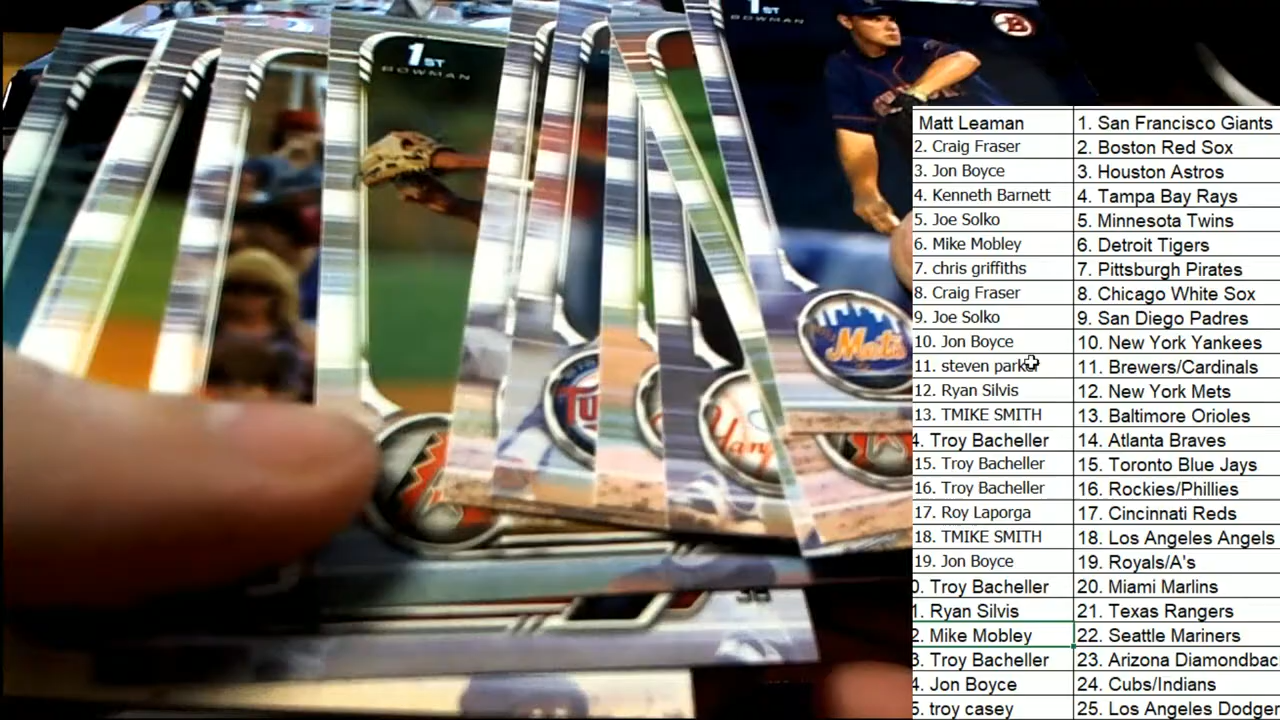 1ST
BOWMAN
1ST
BOWMAN
B
Mets
Matt Leaman 1. San Francisco Giants
2. Craig Fraser 2. Boston Red Sox
3. Jon Boyce 3. Houston Astros
4. Kenneth Barnett 4. Tampa Bay Rays
5. Joe Solko 5. Minnesota Twins
6. Mike Mobley 6. Detroit Tigers
7. chris griffiths 7. Pittsburgh Pirates
8. Craig Fraser 8. Chicago White Sox
9. Joe Solko 9. San Diego Padres
10. Jon Boyce 10. New York Yankees
11. steven 11. Brewers/Cardinals
12. Ryan Silvis 12. New York Mets
13. TMIKE SMITH 13. Baltimore Orioles
4. Troy Bacheller 14. Atlanta Braves
15. Troy Bacheller 15. Toronto Blue Jays
16. Troy Bacheller 16. Rockies/Phillies
17. Roy Laporga 17. Cincinnati Reds
18. TMIKE SMITH 18. Los Angeles Angels
19. Jon Boyce 19. Royals/A's
0. Troy Bacheller 20. Miami Marlins
1. Ryan Silvis 21. Texas Rangers
2. Mike Mobley 22. Seattle Mariners
3. Troy Bacheller 23. Arizona Diamondbac
4. Jon Boyce 24. Cubs/Indians
5. troy casey 25. Los Angeles Dodger